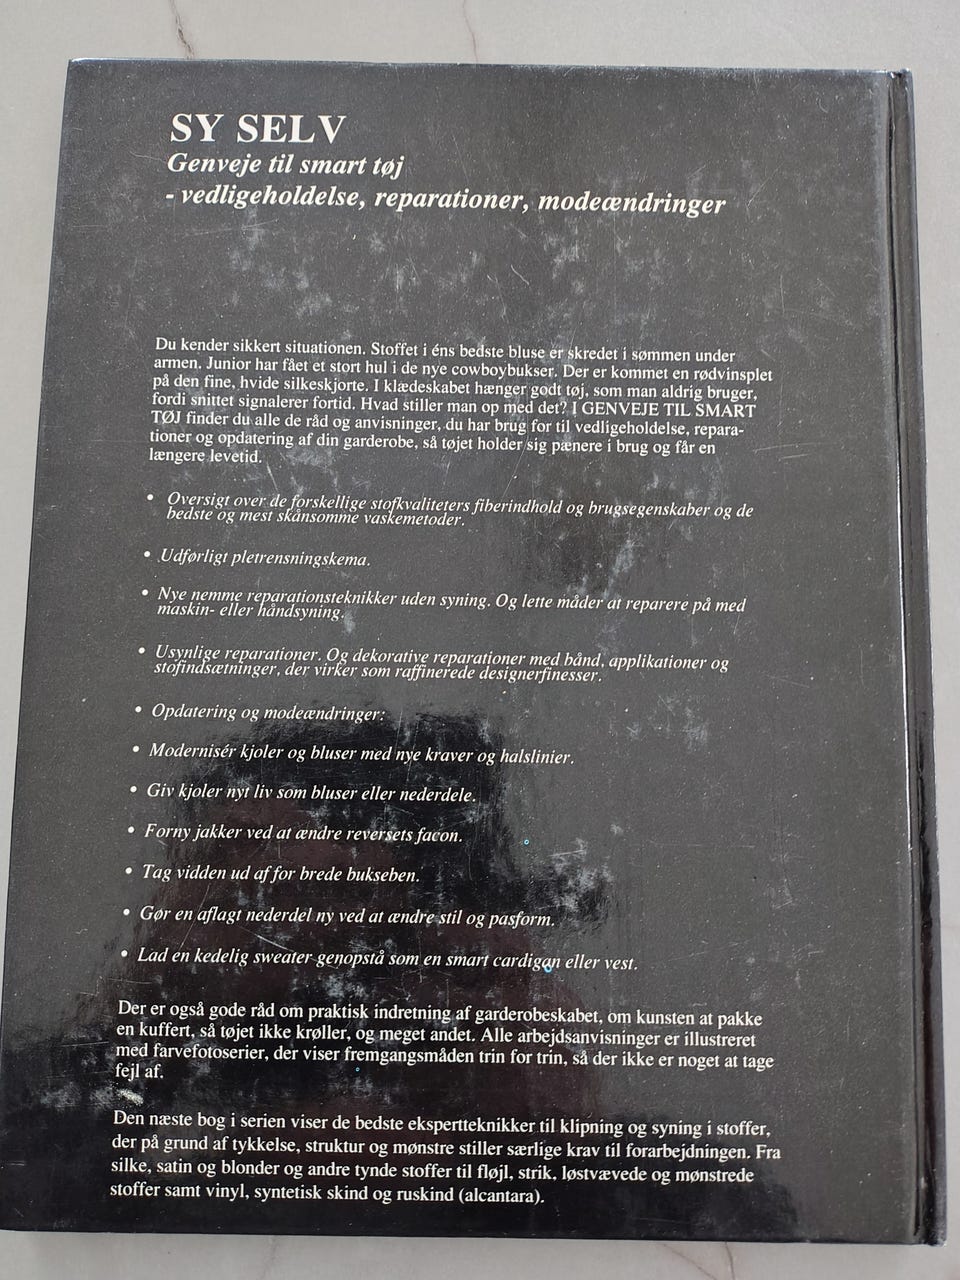 SY SELV
Genveje til smart tøj
- vedligeholdelse, reparationer, modeændringer
Du kender sikkert situationen. Stoffet i éns bedste bluse er skredet i sømmen under
armen. Junior har fået et stort hul i de nye cowboybukser. Der er kommet en rødvinsplet
på den fine, hvide silkeskjorte. I klædeskabet hænger godt tøj, som man aldrig bruger,
fordi snittet signalerer fortid. Hvad stiller man op med det? I GENVEJE TIL SMART
TØJ finder du alle de råd og anvisninger, du har brug for til vedligeholdelse, repara-
tioner og opdatering af din garderobe, så tøjet holder sig pænere i brug og får en
længere levetid.
• Oversigt over de forskellige stofkvaliteters fiberindhold og brugsegenskaber og de
bedste og mest skånsomme vaskemetoder.
• Udførligt pletrensningskema.
• Nye nemme reparationsteknikker uden syning. Og lette måder at reparere på med
maskin- eller håndsyning.
• Usynlige reparationer. Og dekorative reparationer med bånd, applikationer og
stofindsætninger, der virker som raffinerede designerfinesser.
• Opdatering og modeændringer:
• Modernisér kjoler og bluser med nye kraver og halslinier.
• Giv kjoler nyt liv som bluser eller nederdele.
• Forny jakker ved at ændre reversets facon.
• Tag vidden ud af for brede bukseben.
• Gør en aflagt nederdel ny ved at ændre stil og pasform.
• Lad en kedelig sweater genopstå som en smart cardigan eller vest.
Der er også gode råd om praktisk indretning af garderobeskabet, om kunsten at pakke
en kuffert, så tøjet ikke krøller, og meget andet. Alle arbejdsanvisninger er illustreret
med farvefotoserier, der viser fremgangsmåden trin for trin, så der ikke er noget at tage
fejl af.
Den næste bog i serien viser de bedste ekspertteknikker til klipning og syning i stoffer,
der på grund af tykkelse, struktur og mønstre stiller særlige krav til forarbejdningen. Fra
silke, satin og blonder og andre tynde stoffer til fløjl, strik, løstvævede og mønstrede
stoffer samt vinyl, syntetisk skind og ruskind (alcantara).